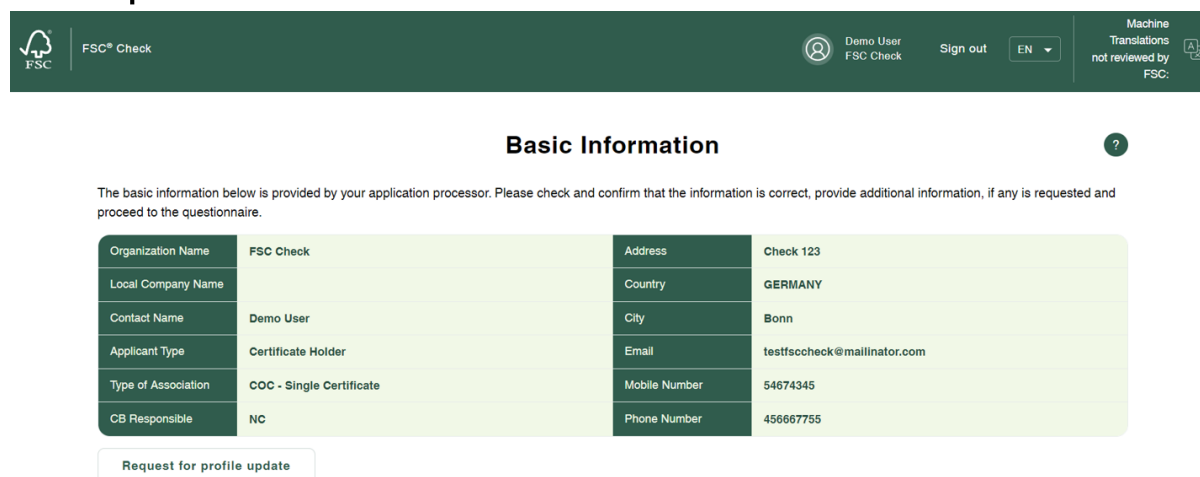 FSC
FSC® Check
Demo User
FSC Check
Sign out
EN
Machine
Translations
not reviewed by
FSC:
Basic Information
?
The basic information below is provided by your application processor. Please check and confirm that the information is correct, provide additional information, if any is requested and
proceed to the questionnaire.
Organization Name FSC Check Address Check 123
Local Company Name Country GERMANY
Contact Name Demo User City Bonn
Applicant Type Certificate Holder Email testfsccheck@mailinator.com
Type of Association COC - Single Certificate Mobile Number 54674345
CB Responsible NC Phone Number 456667755
Request for profile update